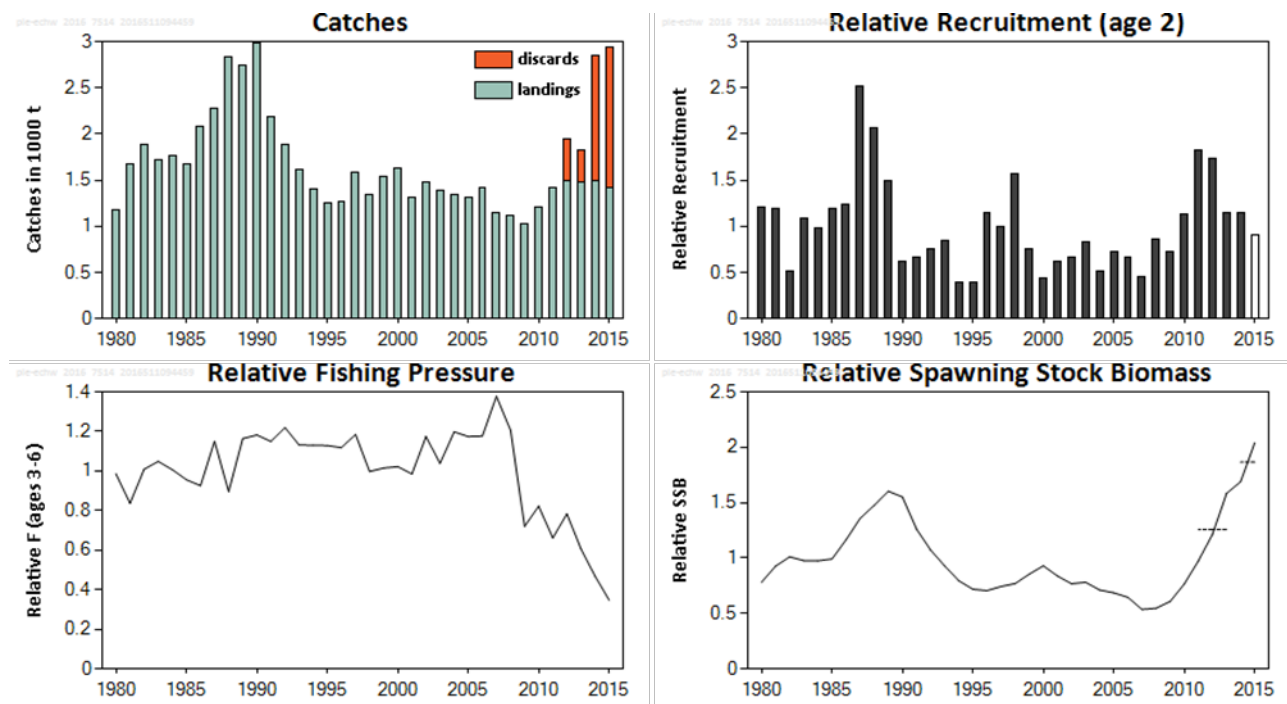 ple-echw_2016_7514_2016511094459
Catches
discards
landings
Catches in 1000 t
3
2.5
2
1.5
1
0.5
0
1980 1985 1990 1995 2000 2005 2010 2015
Relative Recruitment (age 2)
Relative Recruitment
3
2.5
2
1.5
1
0.5
0
1980 1985 1990 1995 2000 2005 2010 2015
ple-echw_2016_7514_2016511094459
Relative Fishing Pressure
Relative F (ages 3-6)
1.4
1.2
1
0.8
0.6
0.4
0.2
0
1980 1985 1990 1995 2000 2005 2010 2015
Relative Spawning Stock Biomass
Relative SSB
2.5
2
1.5
1
0.5
0
1980 1985 1990 1995 2000 2005 2010 2015